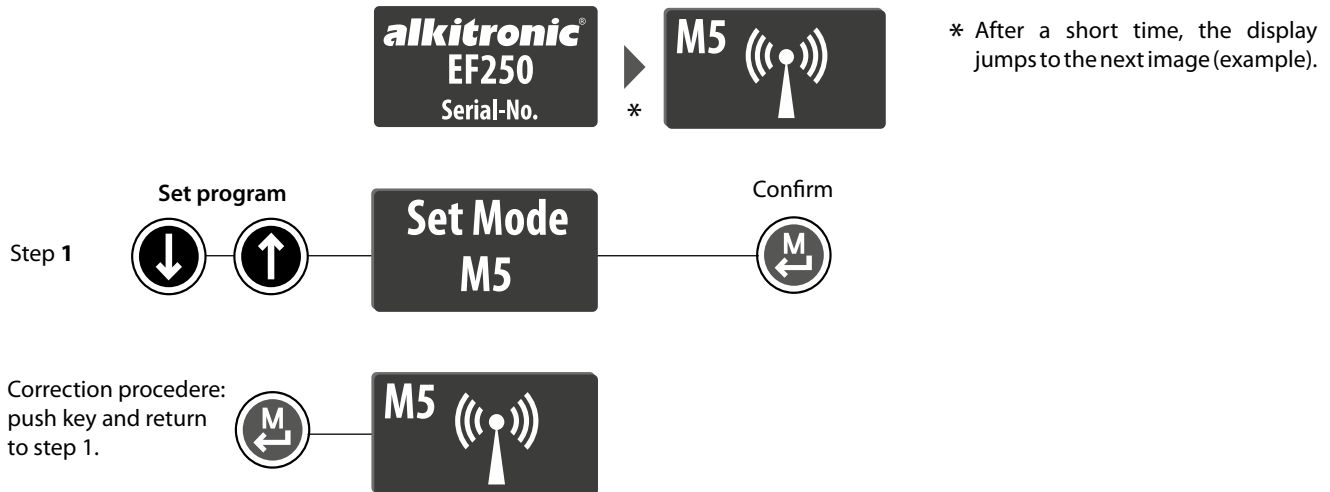 alkitronic®
EF250
Serial-No.
*
M5
* After a short time, the display
jumps to the next image (example).
Set program
Confirm
Step 1
Set Mode
M5
M
Correction procedere:
push key and return
to step 1.
M
M5